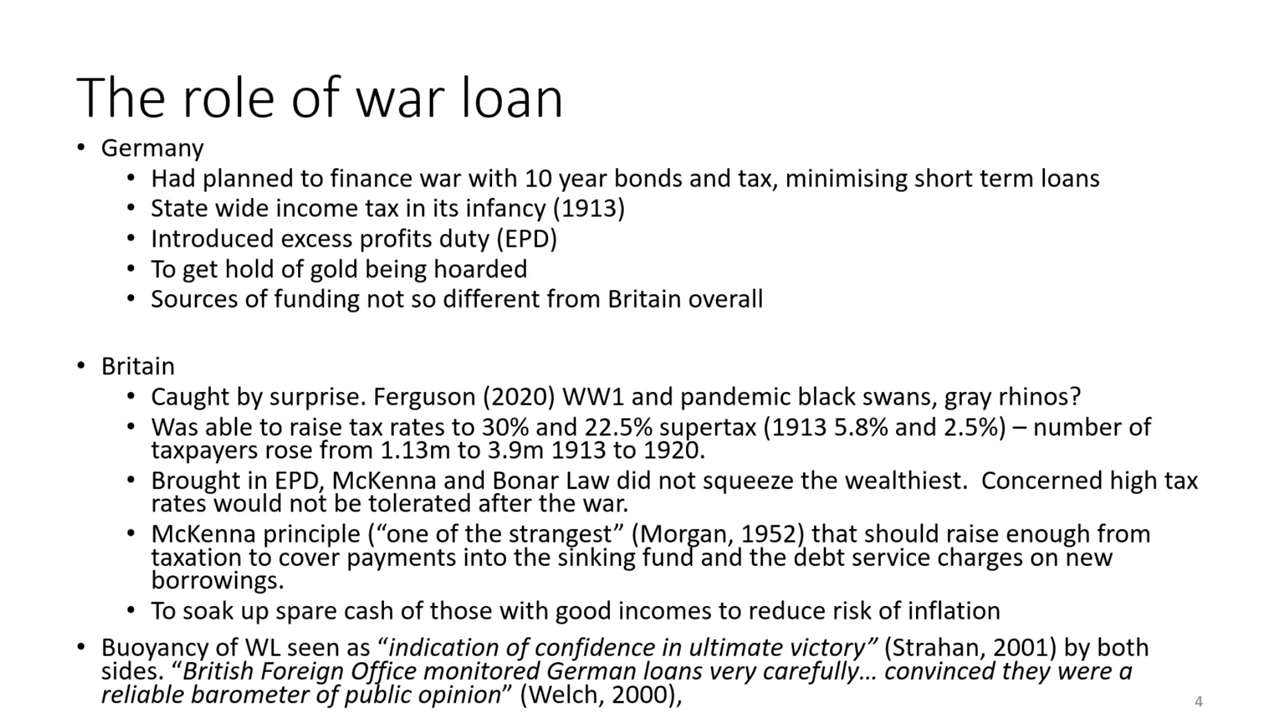 The role of war loan
• Germany
• Had planned to finance war with 10 year bonds and tax, minimising short term loans
• State wide income tax in its infancy (1913)
• Introduced excess profits duty (EPD)
• To get hold of gold being hoarded
• Sources of funding not so different from Britain overall
• Britain
• Caught by surprise. Ferguson (2020) WW1 and pandemic black swans, gray rhinos?
• Was able to raise tax rates to 30% and 22.5% supertax (1913 5.8% and 2.5%) – number of
taxpayers rose from 1.13m to 3.9m 1913 to 1920.
• Brought in EPD, McKenna and Bonar Law did not squeeze the wealthiest.  Concerned high tax
rates would not be tolerated after the war.
• McKenna principle (“one of the strangest” (Morgan, 1952) that should raise enough from
taxation to cover payments into the sinking fund and the debt service charges on new
borrowings.
• To soak up spare cash of those with good incomes to reduce risk of inflation
• Buoyancy of WL seen as “indication of confidence in ultimate victory” (Strahan, 2001) by both
sides. “British Foreign Office monitored German loans very carefully… convinced they were a
reliable barometer of public opinion” (Welch, 2000),
4